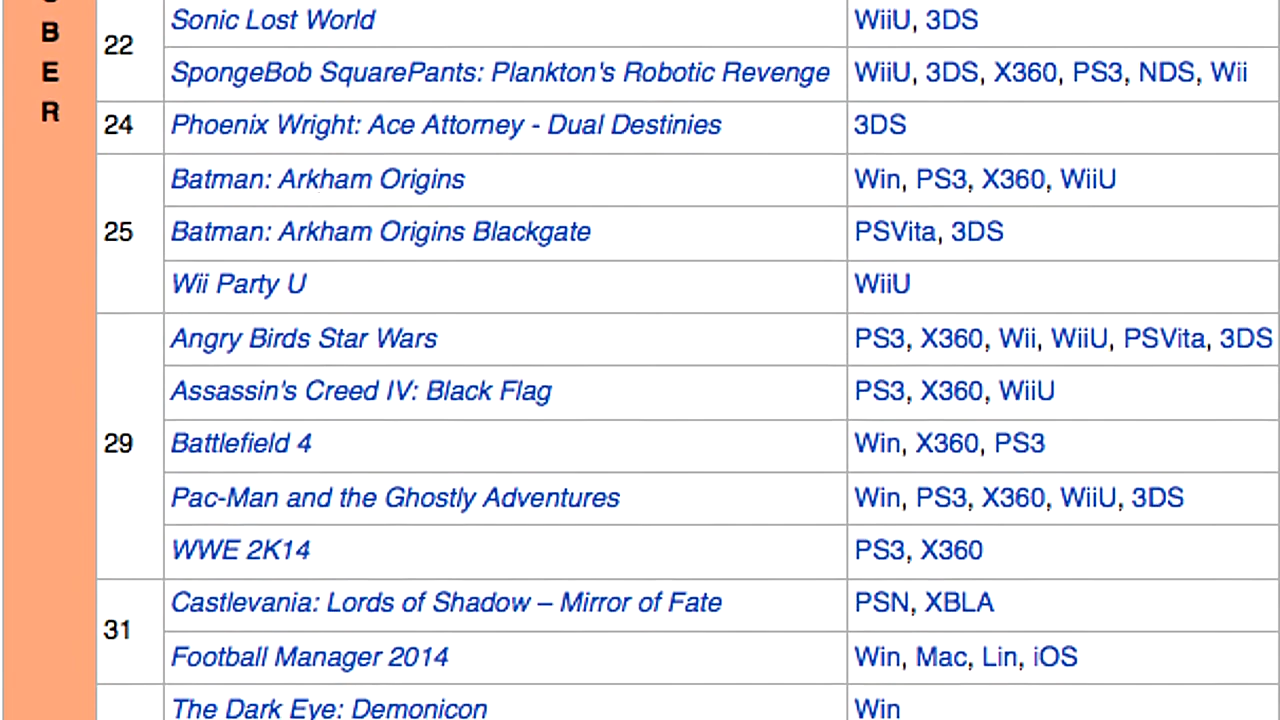 B
E
R
22
Sonic Lost World WiiU, 3DS
SpongeBob SquarePants: Plankton's Robotic Revenge WiiU, 3DS, X360, PS3, NDS, Wii
24 Phoenix Wright: Ace Attorney - Dual Destinies 3DS
25
Batman: Arkham Origins Win, PS3, X360, WiiU
Batman: Arkham Origins Blackgate PSVita, 3DS
Wii Party U WiiU
29
Angry Birds Star Wars PS3, X360, Wii, WiiU, PSVita, 3DS
Assassin's Creed IV: Black Flag PS3, X360, WiiU
Battlefield 4 Win, X360, PS3
Pac-Man and the Ghostly Adventures Win, PS3, X360, WiiU, 3DS
WWE 2K14 PS3, X360
31
Castlevania: Lords of Shadow – Mirror of Fate PSN, XBLA
Football Manager 2014 Win, Mac, Lin, iOS
The Dark Eye: Demonicon Win